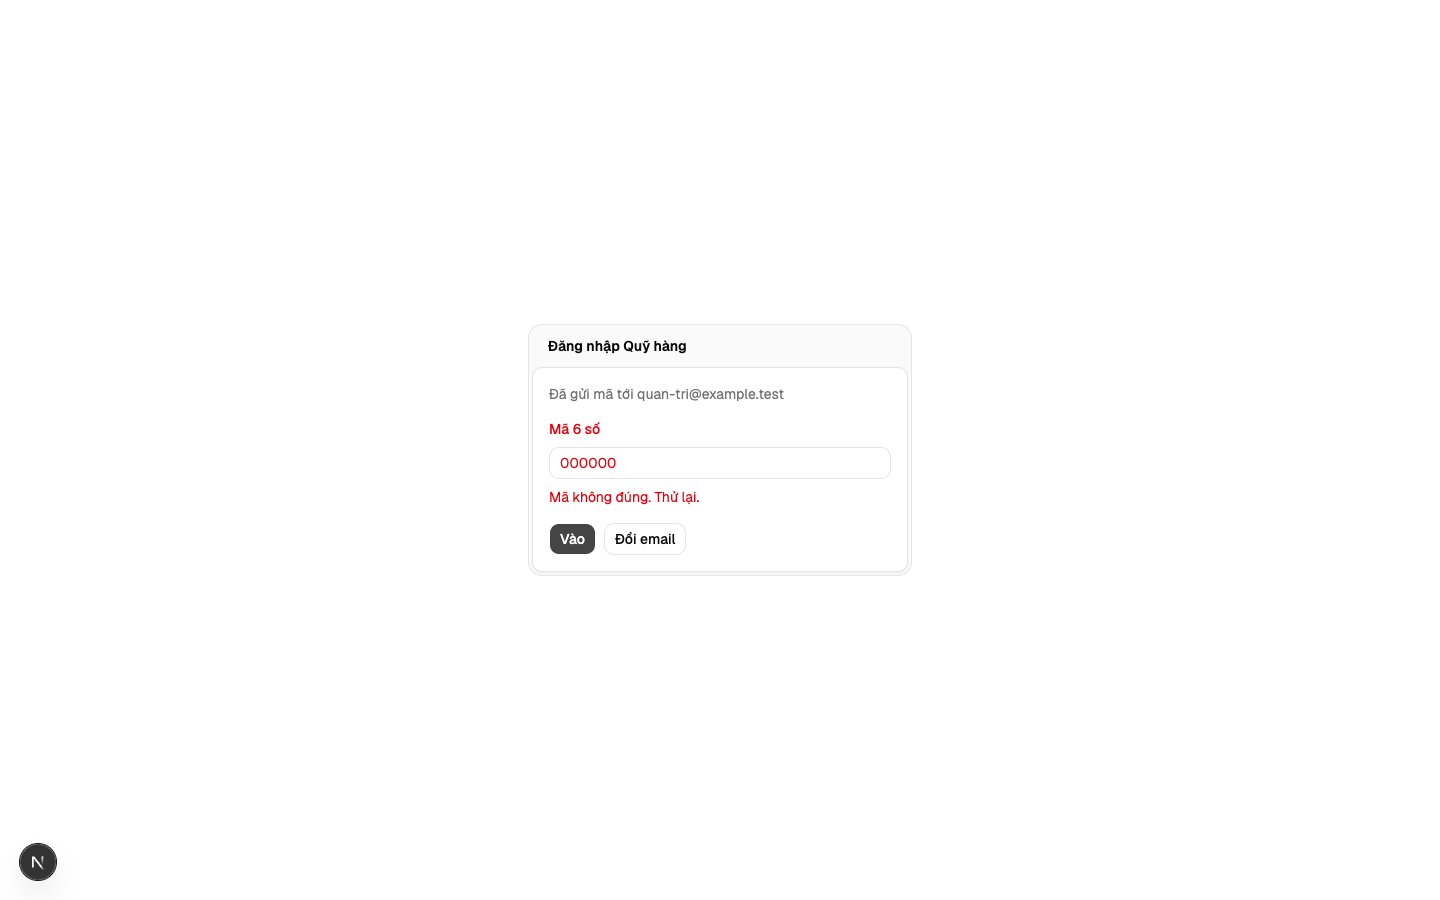 Đăng nhập Quỹ hàng
Đã gửi mã tới quan-tri@example.test
Mã 6 số
000000
Mã không đúng. Thử lại.
Vào
Đổi email
N